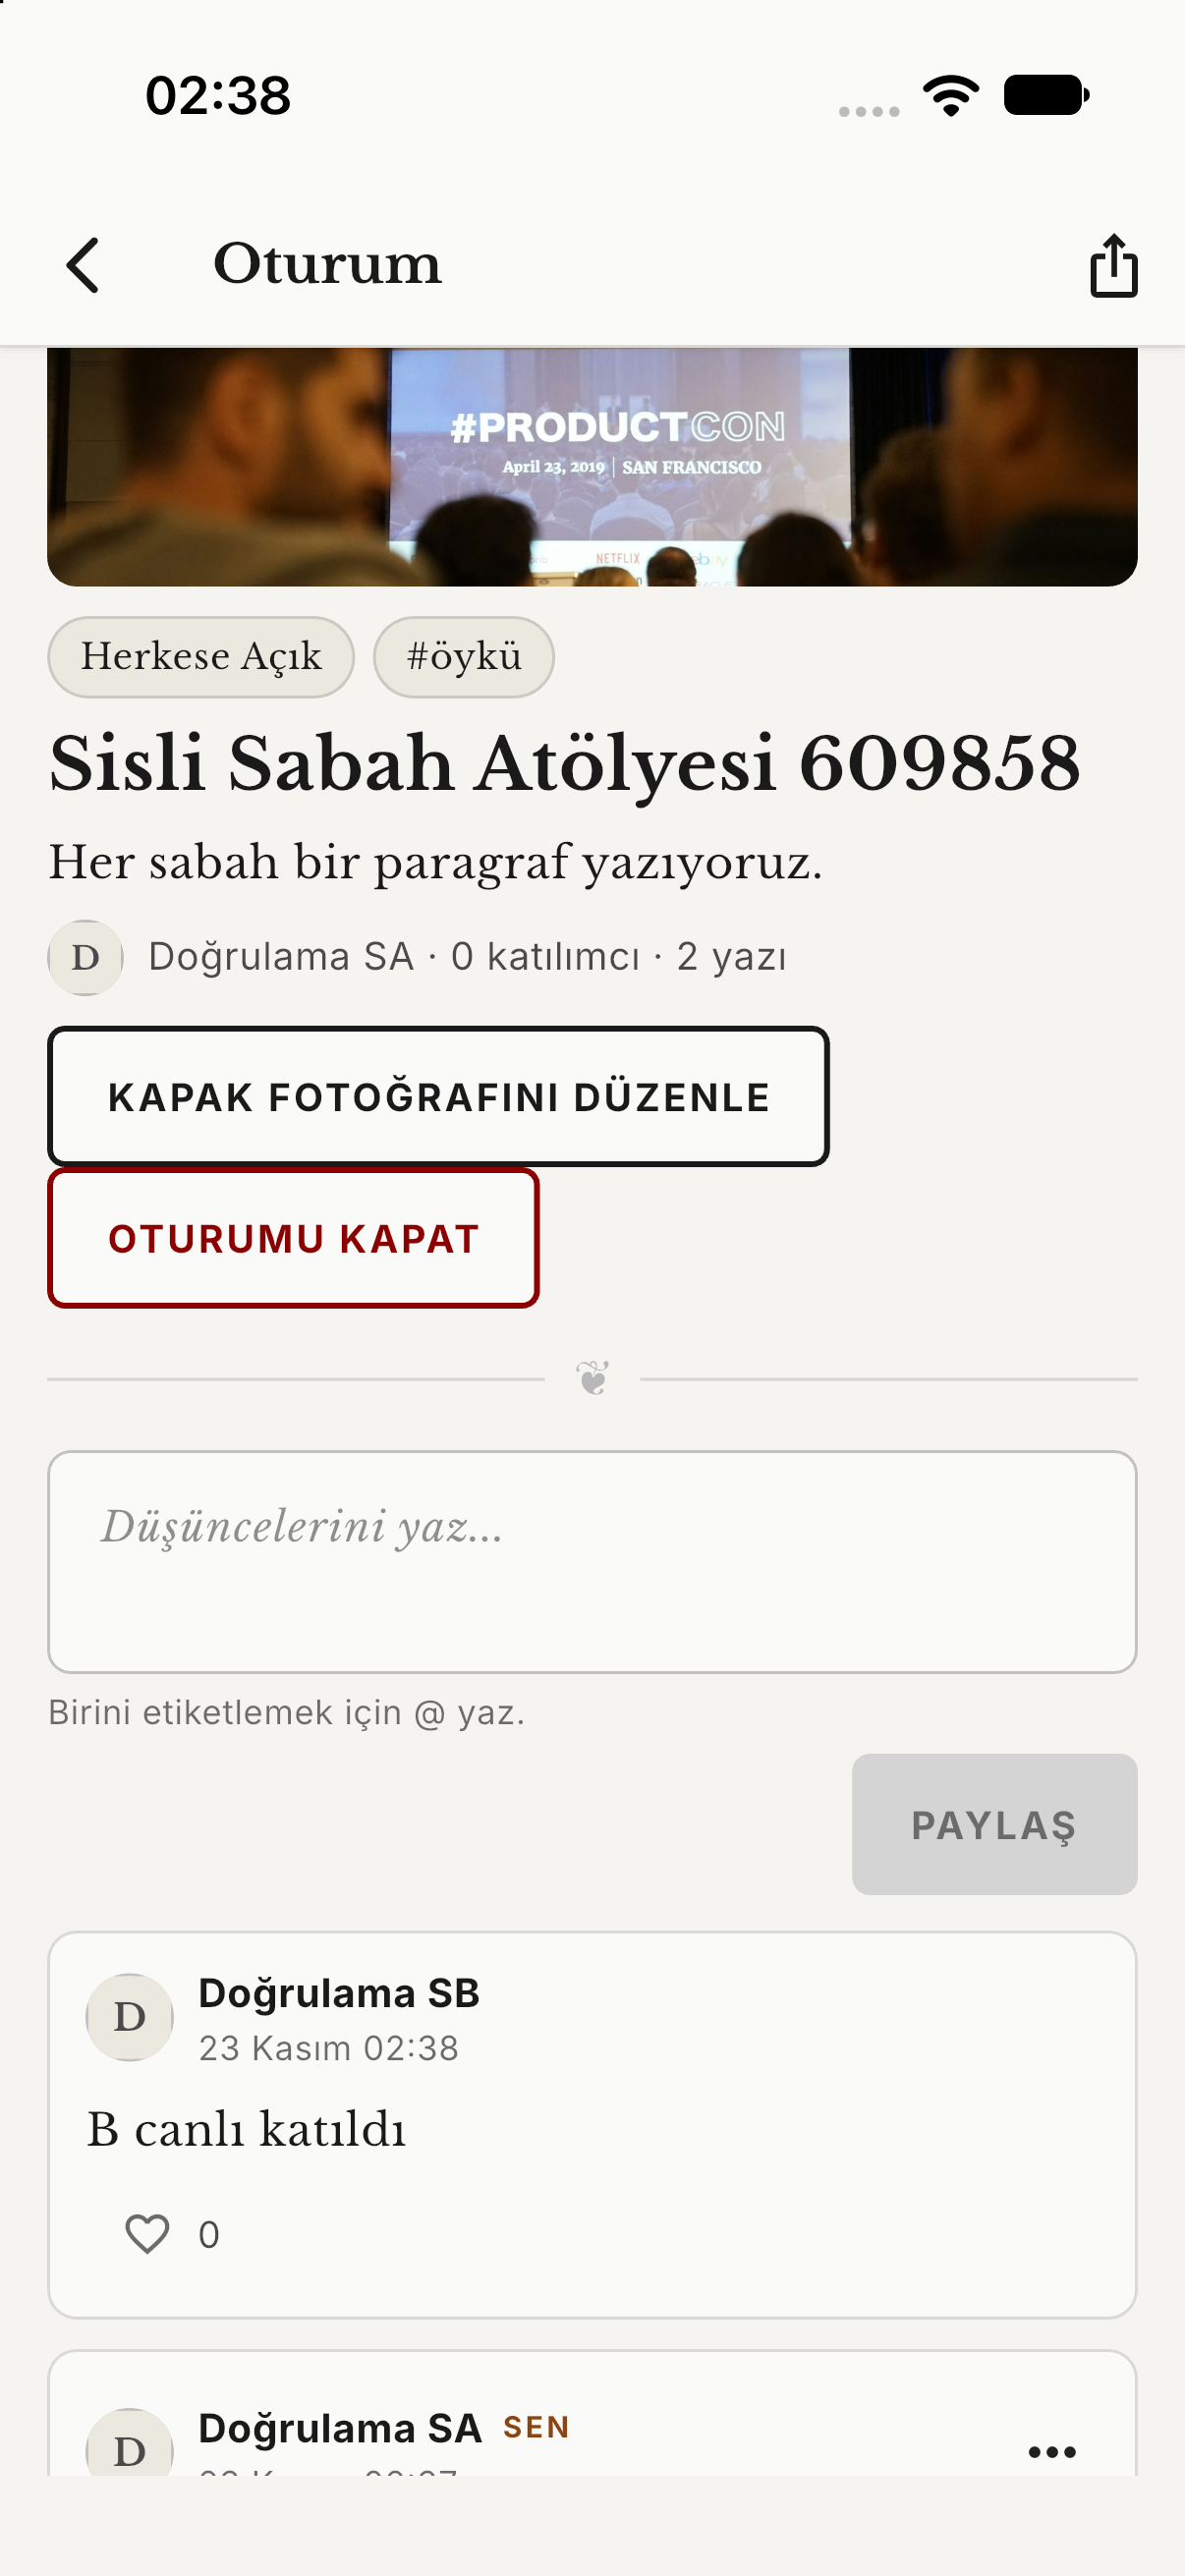 02:38
Oturum
#PRODUCTCON
April 23, 2019 | SAN FRANCISCO
NETFLIX
Herkese Açık
#öykü
Sisli Sabah Atölyesi 609858
Her sabah bir paragraf yazıyoruz.
D Doğrulama SA · 0 katılımcı · 2 yazı
KAPAK FOTOĞRAFINI DÜZENLE
OTURUMU KAPAT
Düşüncelerini yaz...
Birini etiketlemek için @ yaz.
PAYLAŞ
D Doğrulama SB
23 Kasım 02:38
B canlı katıldı
0
D Doğrulama SA SEN